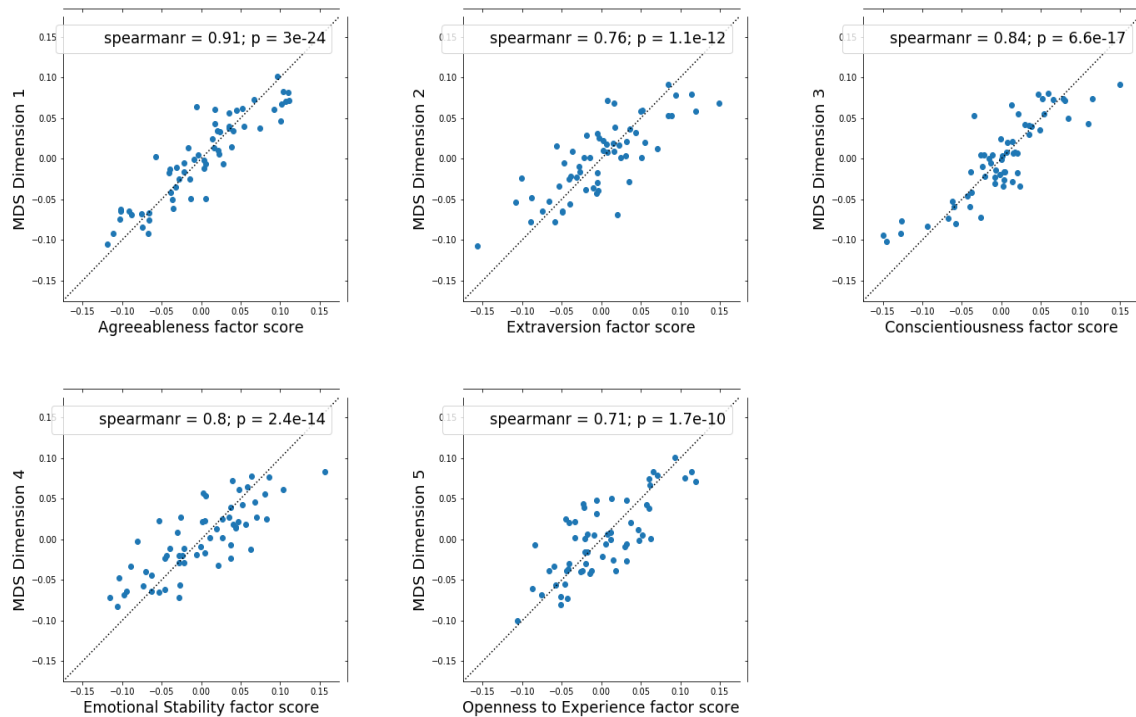 spearmanr = 0.91; p = 3e-24
0.15
0.10
0.05
0.00
−0.05
−0.10
−0.15
MDS Dimension 1
−0.15 −0.10 −0.05 0.00 0.05 0.10 0.15
Agreeableness factor score
spearmanr = 0.76; p = 1.1e-12
0.15
0.10
0.05
0.00
−0.05
−0.10
−0.15
MDS Dimension 2
−0.15 −0.10 −0.05 0.00 0.05 0.10 0.15
Extraversion factor score
spearmanr = 0.84; p = 6.6e-17
0.15
0.10
0.05
0.00
−0.05
−0.10
−0.15
MDS Dimension 3
−0.15 −0.10 −0.05 0.00 0.05 0.10 0.15
Conscientiousness factor score
spearmanr = 0.8; p = 2.4e-14
0.15
0.10
0.05
0.00
−0.05
−0.10
−0.15
MDS Dimension 4
−0.15 −0.10 −0.05 0.00 0.05 0.10 0.15
Emotional Stability factor score
spearmanr = 0.71; p = 1.7e-10
0.15
0.10
0.05
0.00
−0.05
−0.10
−0.15
MDS Dimension 5
−0.15 −0.10 −0.05 0.00 0.05 0.10 0.15
Openness to Experience factor score